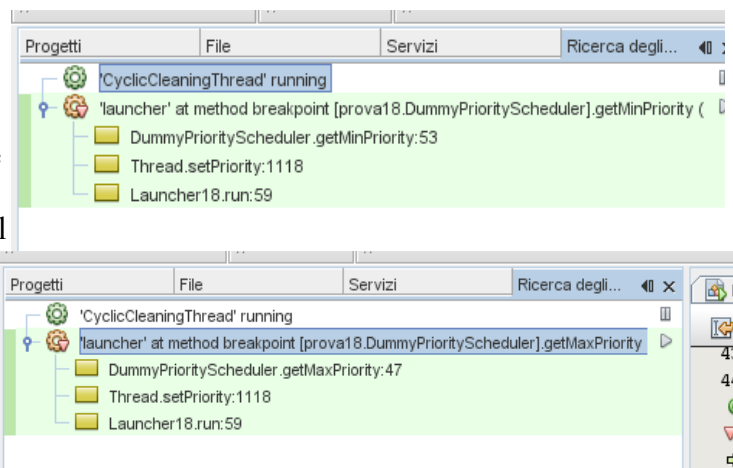 Progetti File Servizi Ricerca degli...
'CyclicCleaningThread' running
'launcher' at method breakpoint [prova18.DummyPriorityScheduler].getMinPriority (
DummyPriorityScheduler.getMinPriority:53
Thread.setPriority:1118
Launcher18.run:59
l
Progetti File Servizi Ricerca degli...
'CyclicCleaningThread' running
'launcher' at method breakpoint [prova18.DummyPriorityScheduler].getMaxPriority
DummyPriorityScheduler.getMaxPriority:47
Thread.setPriority:1118
Launcher18.run:59
44